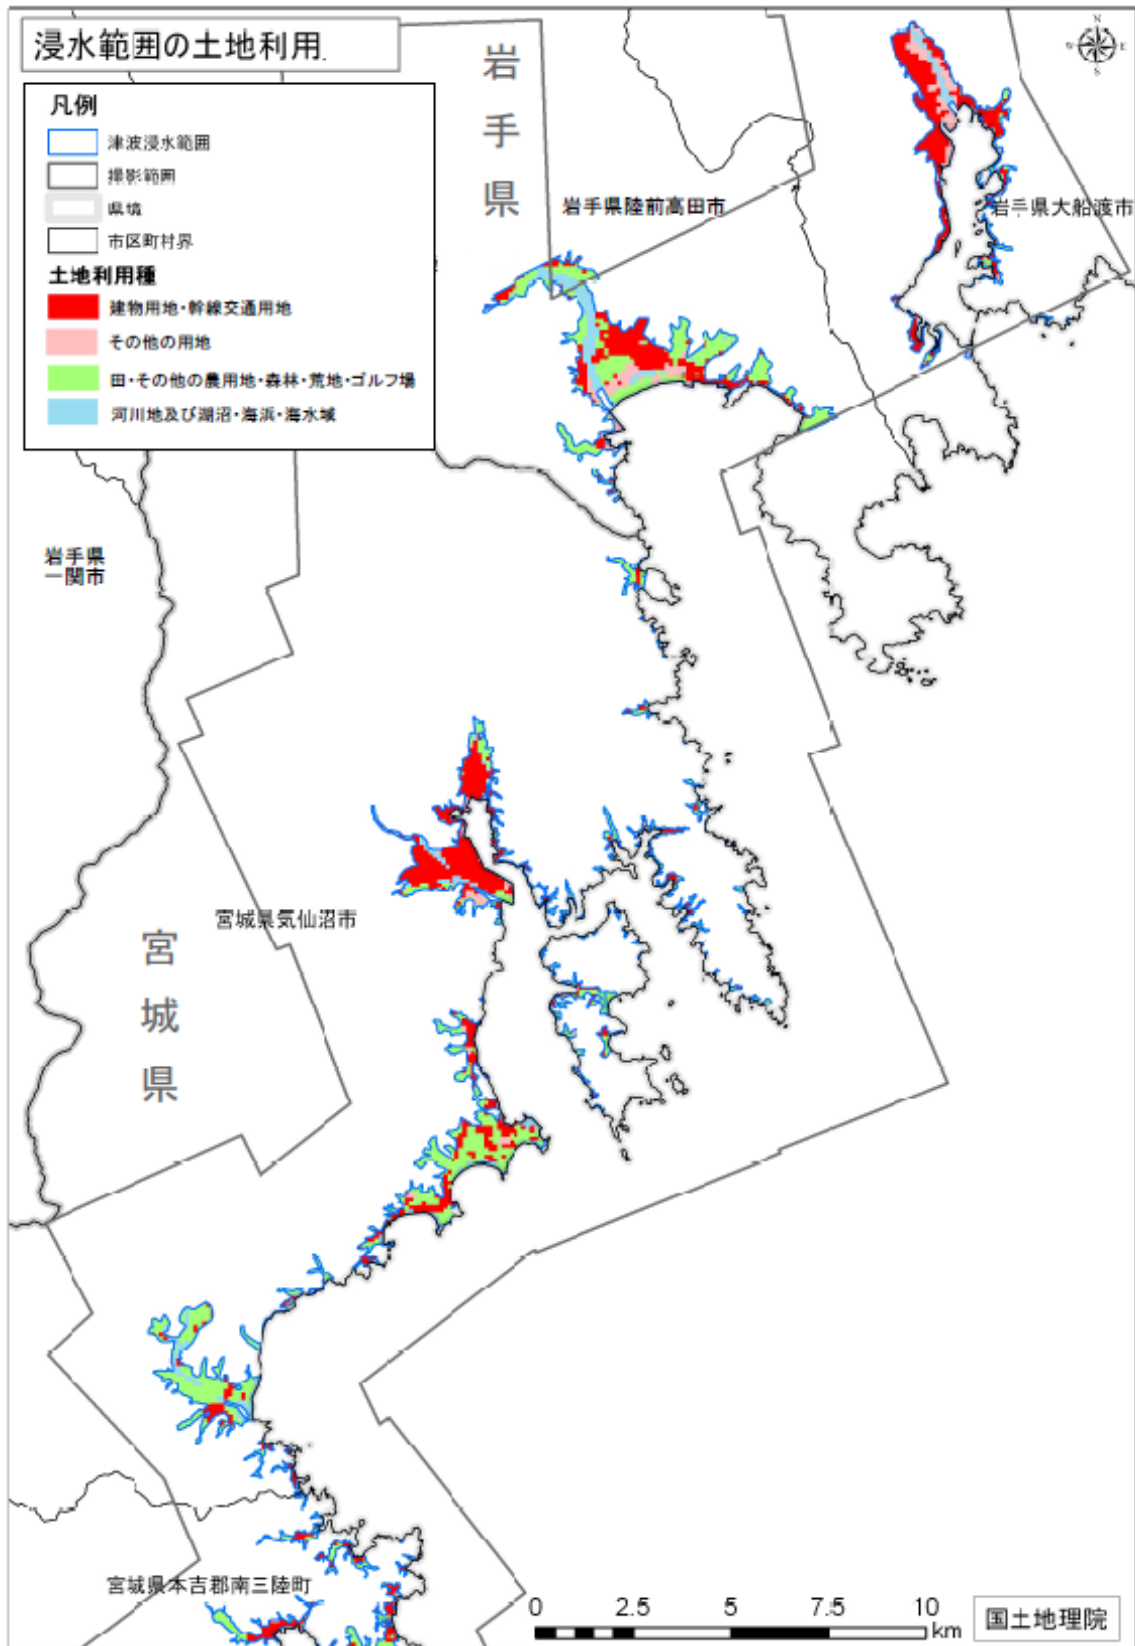 浸水範囲の土地利用
凡例
津波浸水範囲
撮影範囲
県境
市区町村界
土地利用種
建物用地・幹線交通用地
その他の用地
田・その他の農用地・森林・荒地・ゴルフ場
河川地及び湖沼・海浜・海水域
岩手県
N
W
E
S
岩手県陸前高田市
岩手県大船渡市
岩手県
一関市
宮城県気仙沼市
宮城県
宮城県本吉郡南三陸町
0 2.5 5 7.5 10
km
国土地理院